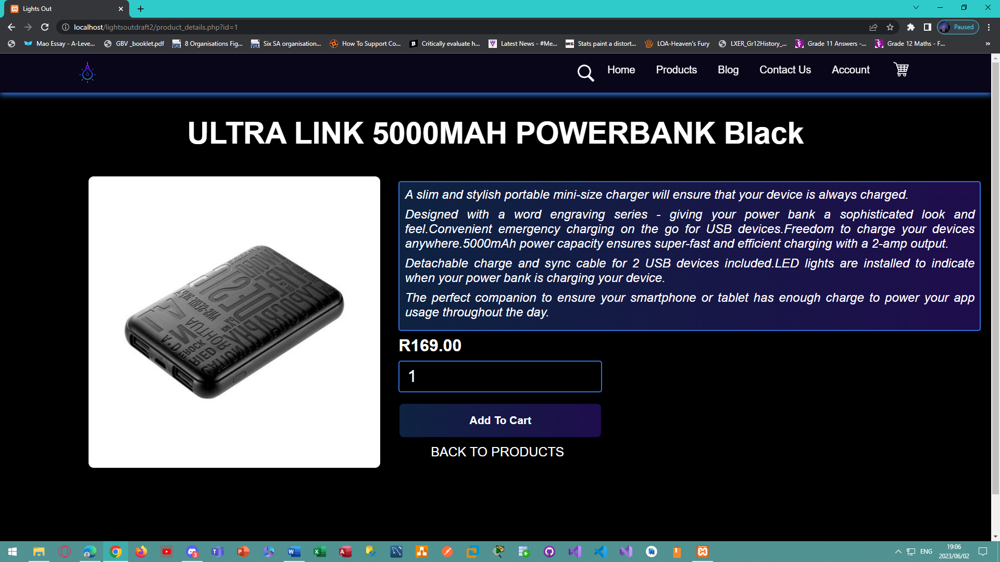 Lights Out
localhost/lightsoutdraft2/product_details.php?id=1
Paused
Mao Essay - A-Leve...
GBV _booklet.pdf
8 Organisations Fig...
Six SA organisation...
How To Support Co...
Critically evaluate h...
Latest News - #Me...
Stats paint a distort...
LOA-Heaven's Fury
LXER_Gr12History_...
Grade 11 Answers -...
Grade 12 Maths - F...
Home
Products
Blog
Contact Us
Account
ULTRA LINK 5000MAH POWERBANK Black
A slim and stylish portable mini-size charger will ensure that your device is always charged.
Designed with a word engraving series - giving your power bank a sophisticated look and
feel.Convenient emergency charging on the go for USB devices.Freedom to charge your devices
anywhere.5000mAh power capacity ensures super-fast and efficient charging with a 2-amp output.
Detachable charge and sync cable for 2 USB devices included.LED lights are installed to indicate
when your power bank is charging your device.
The perfect companion to ensure your smartphone or tablet has enough charge to power your app
usage throughout the day.
R169.00
1
Add To Cart
BACK TO PRODUCTS
3
ENG
19:06
2023/06/02